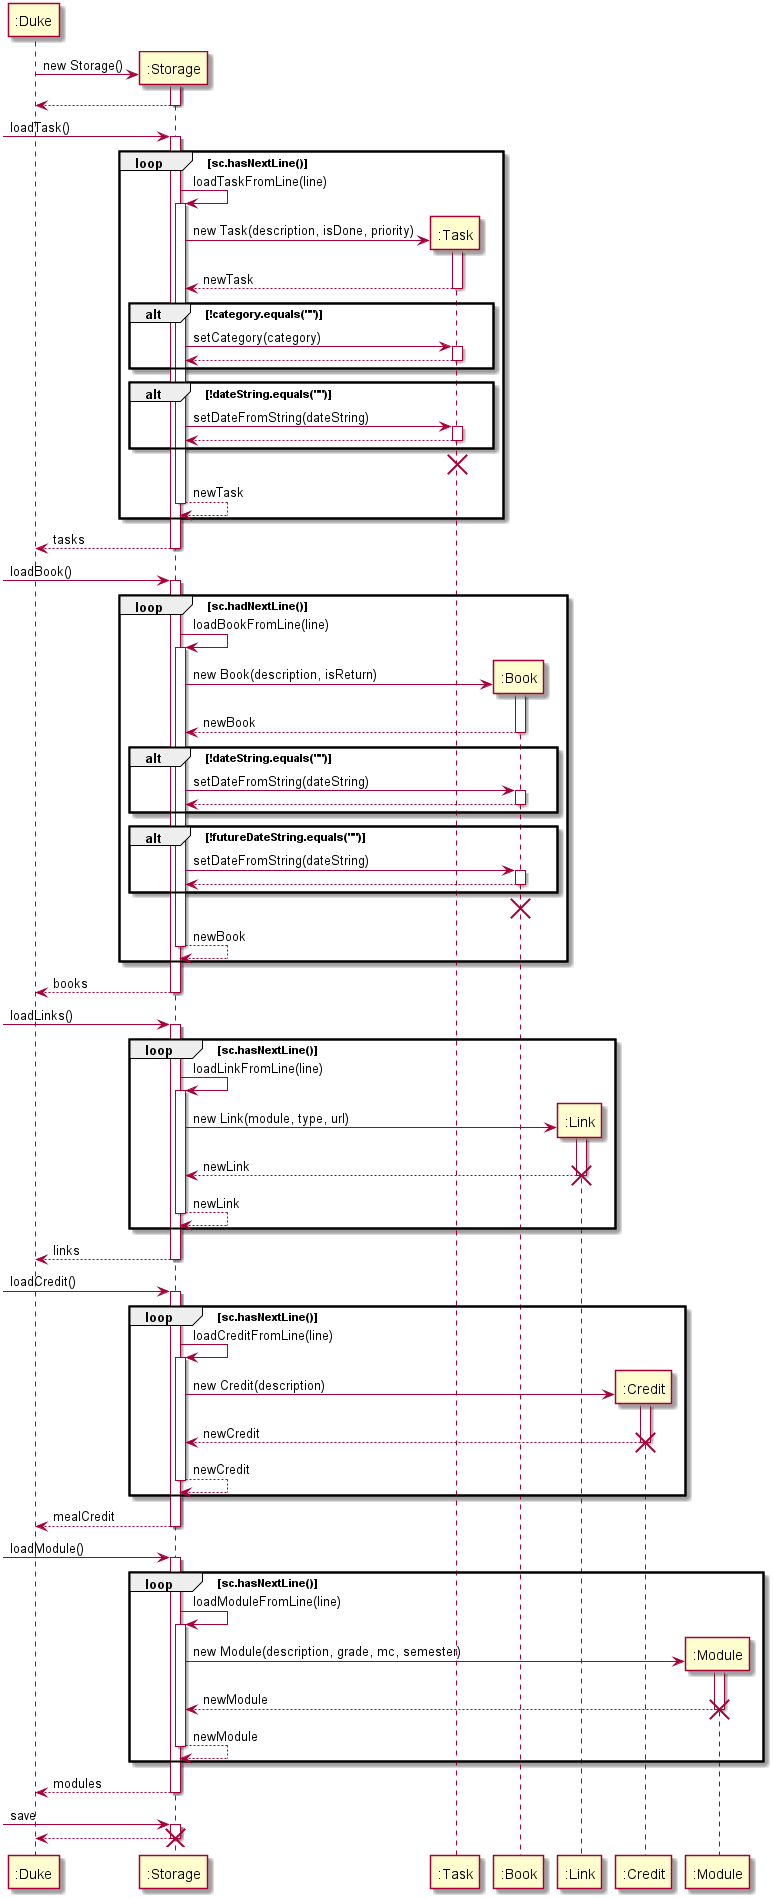 :Duke
new Storage()
:Storage
loadTask()
loop [sc.hasNextLine()]
loadTaskFromLine(line)
new Task(description, isDone, priority)
:Task
newTask
alt [!category.equals("")]
setCategory(category)
alt [!dateString.equals("")]
setDateFromString(dateString)
newTask
tasks
loadBook()
loop [sc.hadNextLine()]
loadBookFromLine(line)
new Book(description, isReturn)
:Book
newBook
alt [!dateString.equals("")]
setDateFromString(dateString)
alt [!futureDateString.equals("")]
setDateFromString(dateString)
newBook
books
loadLinks()
loop [sc.hasNextLine()]
loadLinkFromLine(line)
new Link(module, type, url)
:Link
newLink
newLink
links
loadCredit()
loop [sc.hasNextLine()]
loadCreditFromLine(line)
new Credit(description)
:Credit
newCredit
newCredit
mealCredit
loadModule()
loop [sc.hasNextLine()]
loadModuleFromLine(line)
new Module(description, grade, mc, semester)
:Module
newModule
newModule
modules
save
:Duke :Storage :Task :Book :Link :Credit :Module